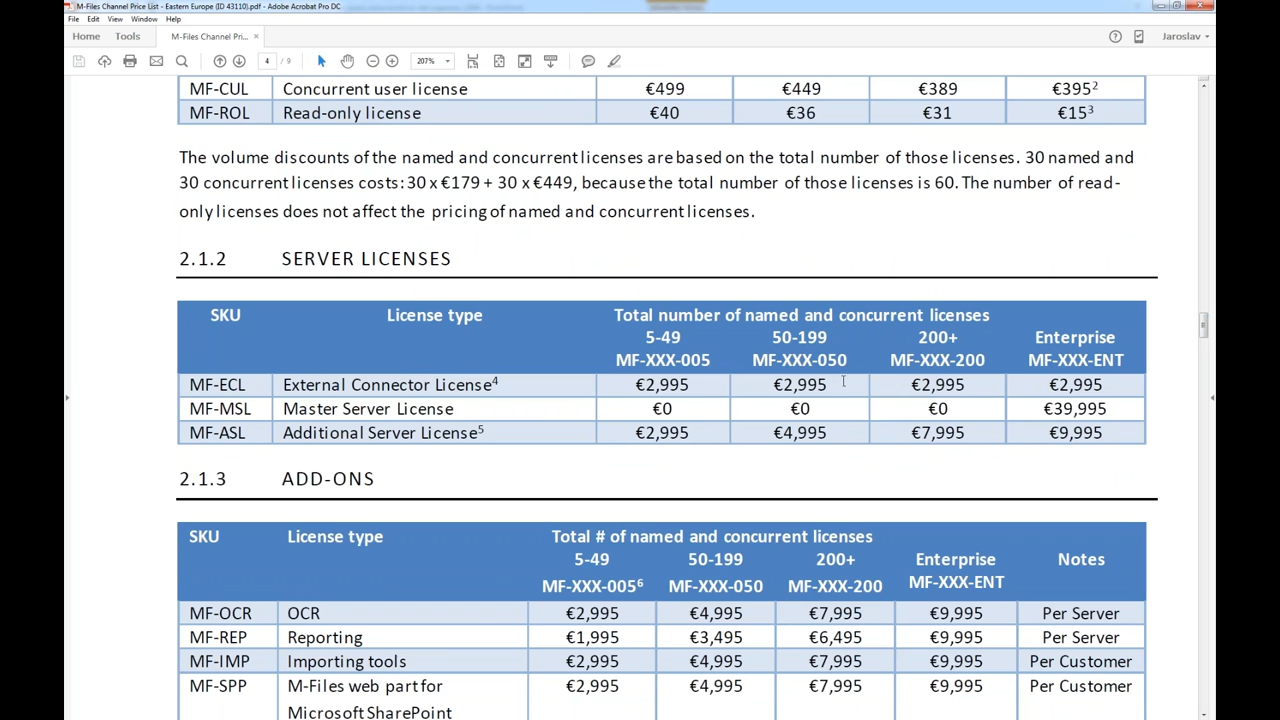 M-Files Channel Price List - Eastern Europe (ID 43110).pdf - Adobe Acrobat Pro DC
File Edit View Window Help
Home Tools M-Files Channel Pri... × Jaroslav
4 / 9 207%
MF-CUL Concurrent user license €499 €449 €389 €395²
MF-ROL Read-only license €40 €36 €31 €15³
The volume discounts of the named and concurrent licenses are based on the total number of those licenses. 30 named and
30 concurrent licenses costs: 30 x €179 + 30 x €449, because the total number of those licenses is 60. The number of read-
only licenses does not affect the pricing of named and concurrent licenses.
2.1.2 SERVER LICENSES
SKU License type Total number of named and concurrent licenses
5-49 50-199 200+ Enterprise
MF-XXX-005 MF-XXX-050 MF-XXX-200 MF-XXX-ENT
MF-ECL External Connector License⁴ €2,995 €2,995 €2,995 €2,995
MF-MSL Master Server License €0 €0 €0 €39,995
MF-ASL Additional Server License⁵ €2,995 €4,995 €7,995 €9,995
2.1.3 ADD-ONS
SKU License type Total # of named and concurrent licenses
5-49 50-199 200+ Enterprise Notes
MF-XXX-005⁶ MF-XXX-050 MF-XXX-200 MF-XXX-ENT
MF-OCR OCR €2,995 €4,995 €7,995 €9,995 Per Server
MF-REP Reporting €1,995 €3,495 €6,495 €9,995 Per Server
MF-IMP Importing tools €2,995 €4,995 €7,995 €9,995 Per Customer
MF-SPP M-Files web part for €2,995 €4,995 €7,995 €9,995 Per Customer
Microsoft SharePoint